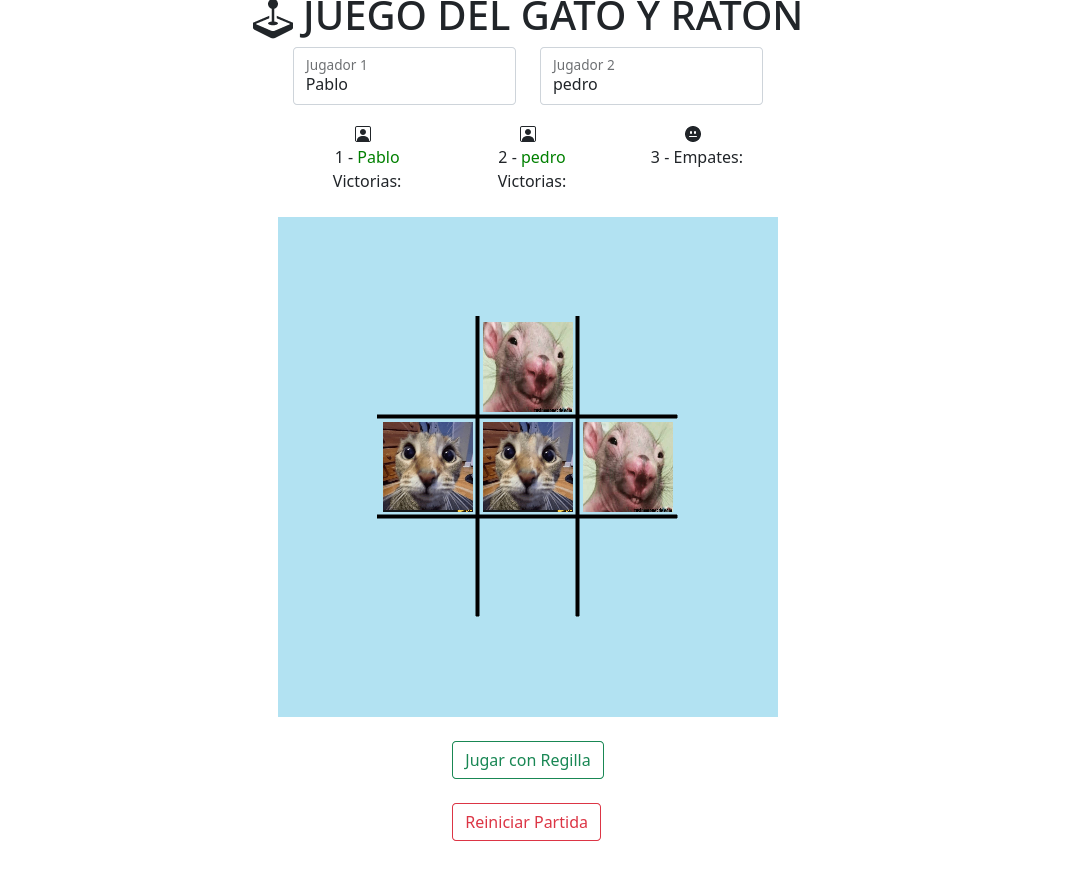 JUEGO DEL GATO Y RATON
Jugador 1
Pablo
Jugador 2
pedro
1 - Pablo
Victorias:
2 - pedro
Victorias:
3 - Empates:
Jugar con Regilla
Reiniciar Partida